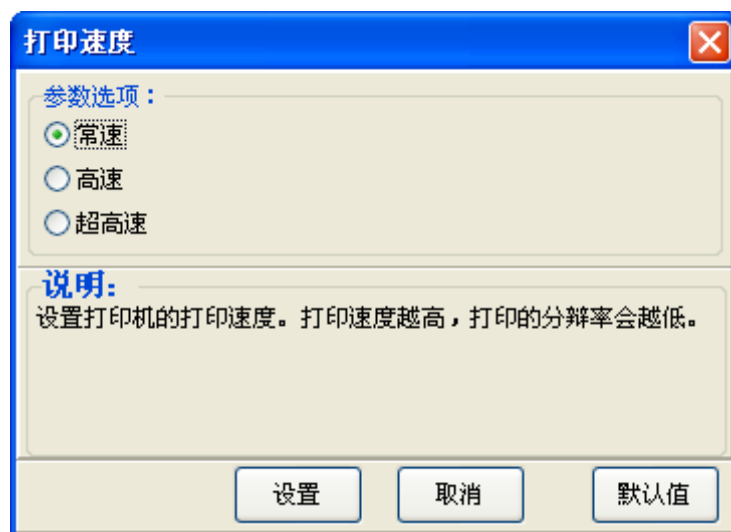 打印速度
参数选项：
常速
高速
超高速
说明:
设置打印机的打印速度。打印速度越高，打印的分辩率会越低。
设置
取消
默认值